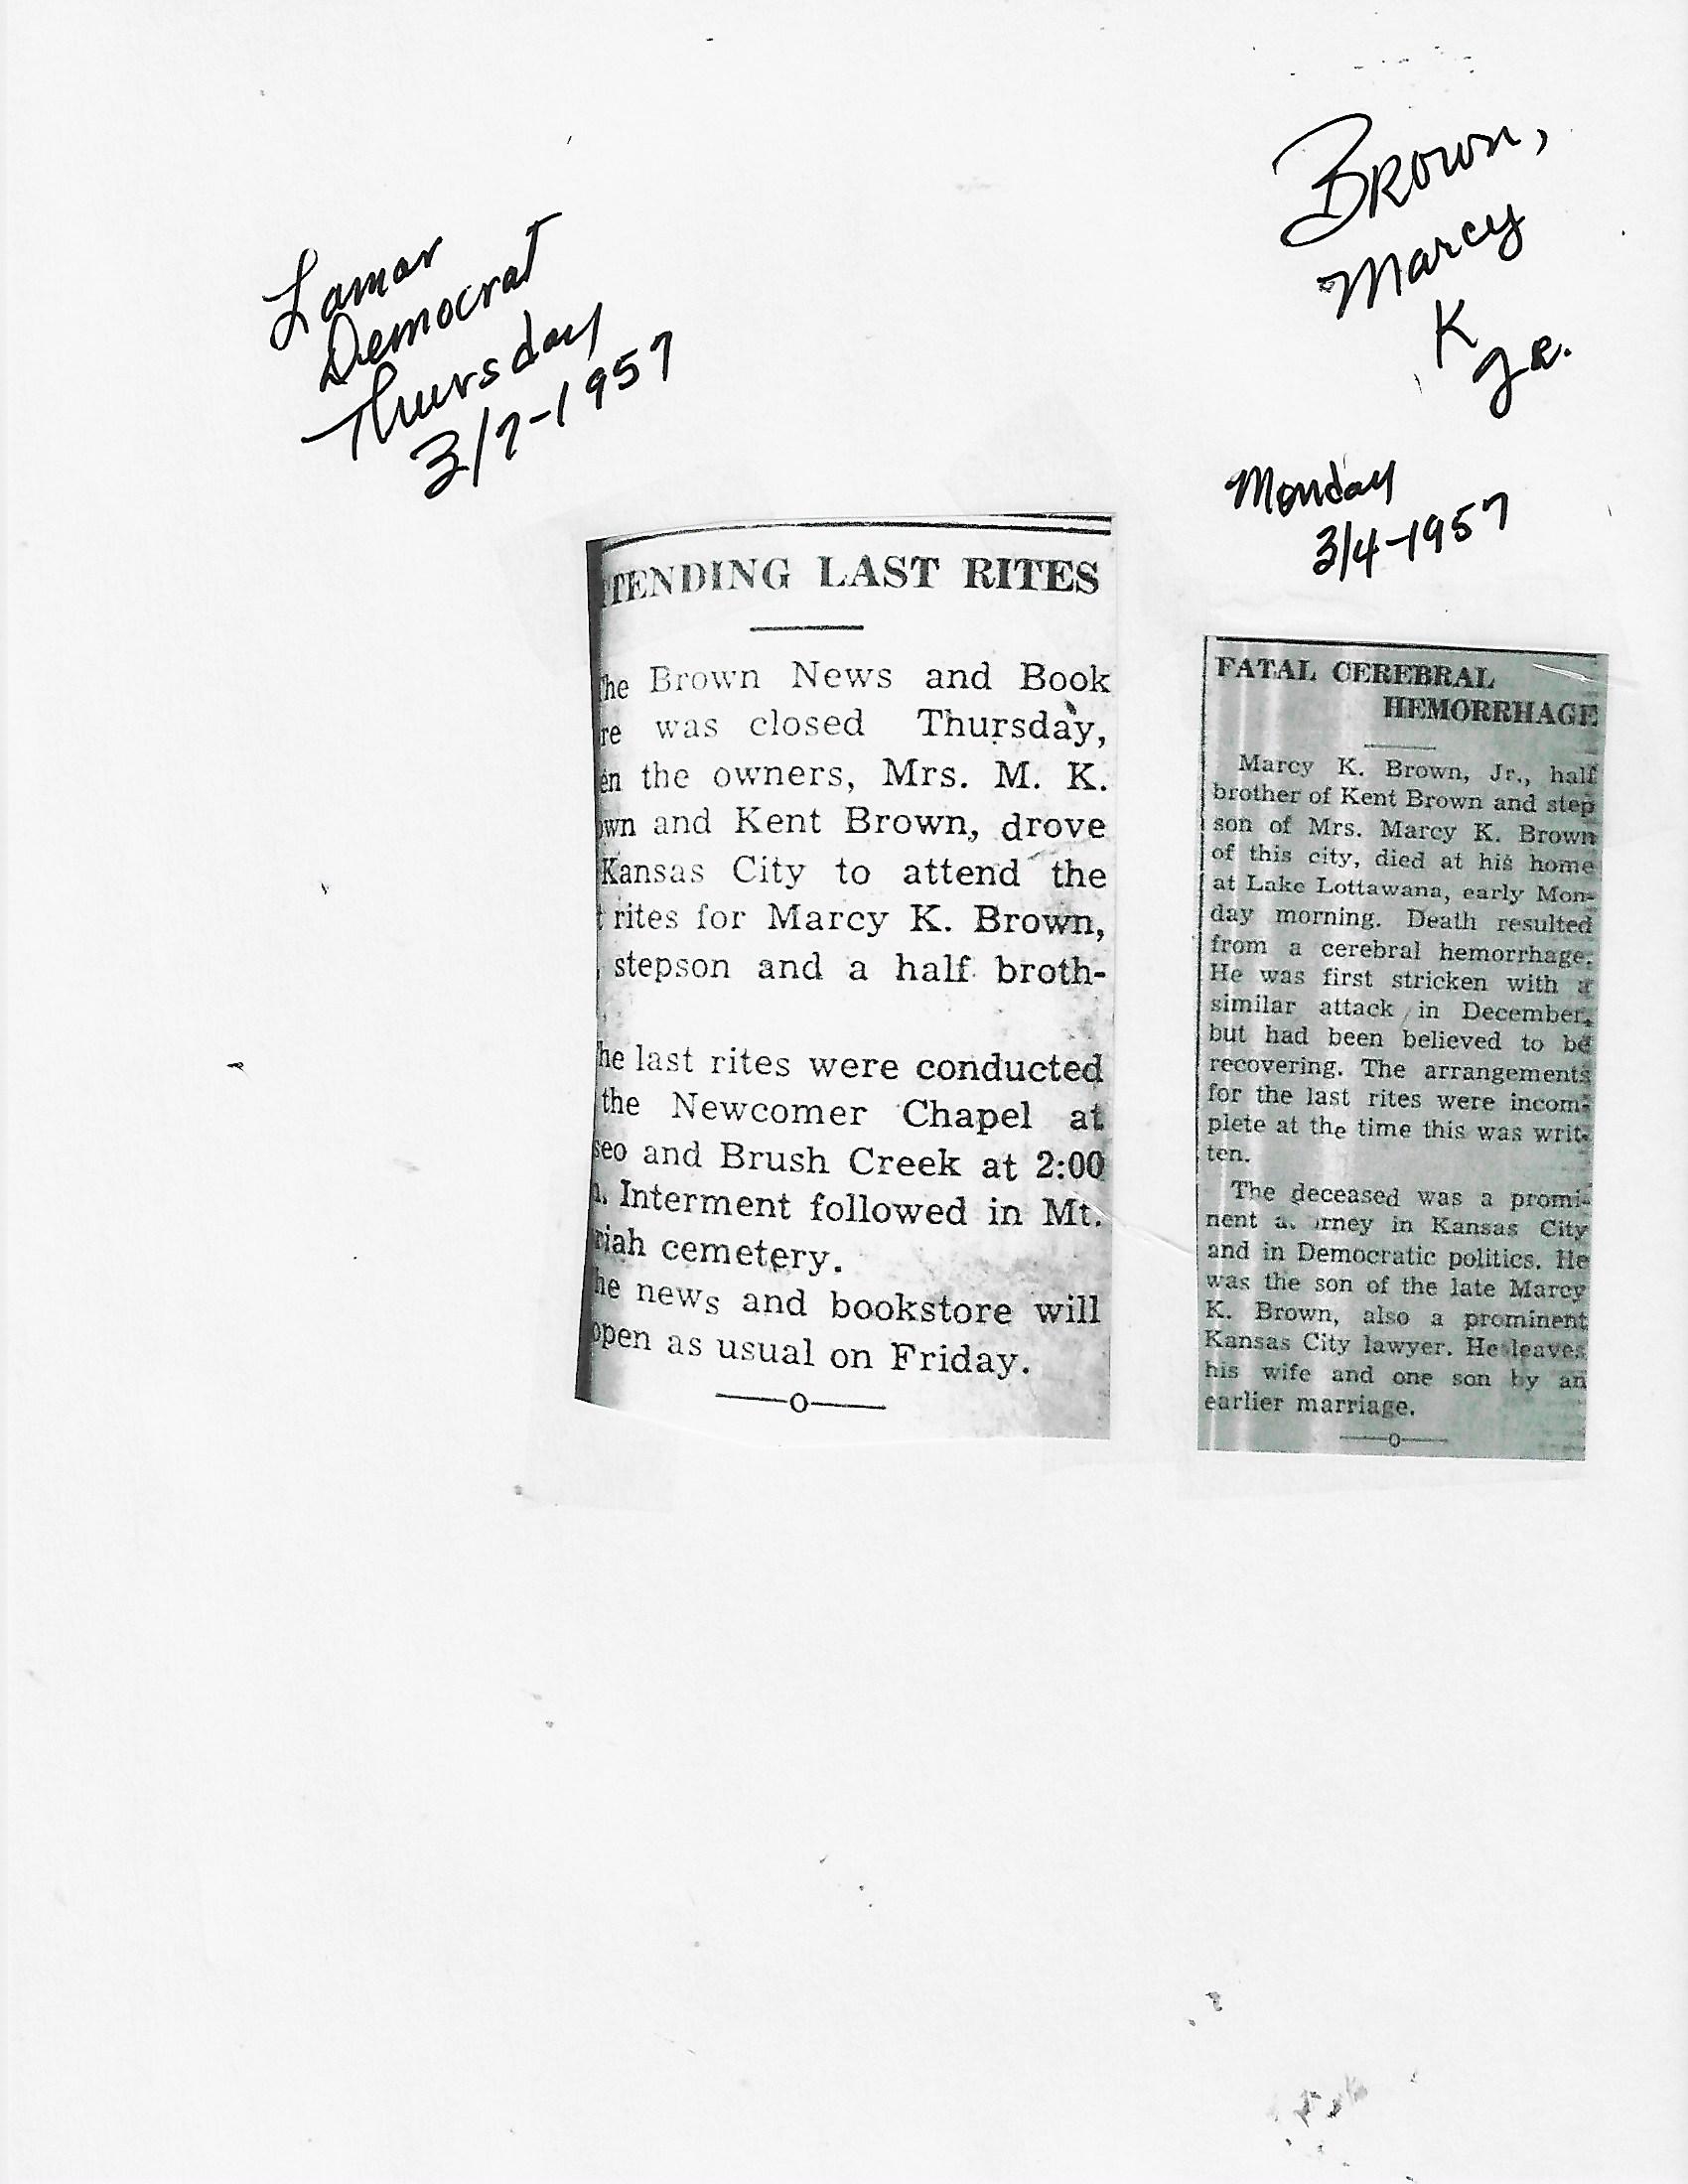 Brown,
Marcy
K
Jr.
Lamar
Democrat
Thursday
3/7-1957
Monday
3/4-1957
TENDING LAST RITES
he Brown News and Book
re was closed Thursday,
en the owners, Mrs. M. K.
wn and Kent Brown, drove
Kansas City to attend the
t rites for Marcy K. Brown,
, stepson and a half broth-
he last rites were conducted
the Newcomer Chapel at
seo and Brush Creek at 2:00
. Interment followed in Mt.
riah cemetery.
he news and bookstore will
open as usual on Friday.
—o—
FATAL CEREBRAL
HEMORRHAGE
Marcy K. Brown, Jr., half
brother of Kent Brown and step
son of Mrs. Marcy K. Brown
of this city, died at his home
at Lake Lottawana, early Mon-
day morning. Death resulted
from a cerebral hemorrhage.
He was first stricken with a
similar attack in December,
but had been believed to be
recovering. The arrangements
for the last rites were incom-
plete at the time this was writ-
ten.
The deceased was a promi-
nent a. rney in Kansas City
and in Democratic politics. He
was the son of the late Marcy
K. Brown, also a prominent
Kansas City lawyer. He leaves
his wife and one son by an
earlier marriage.
—o—